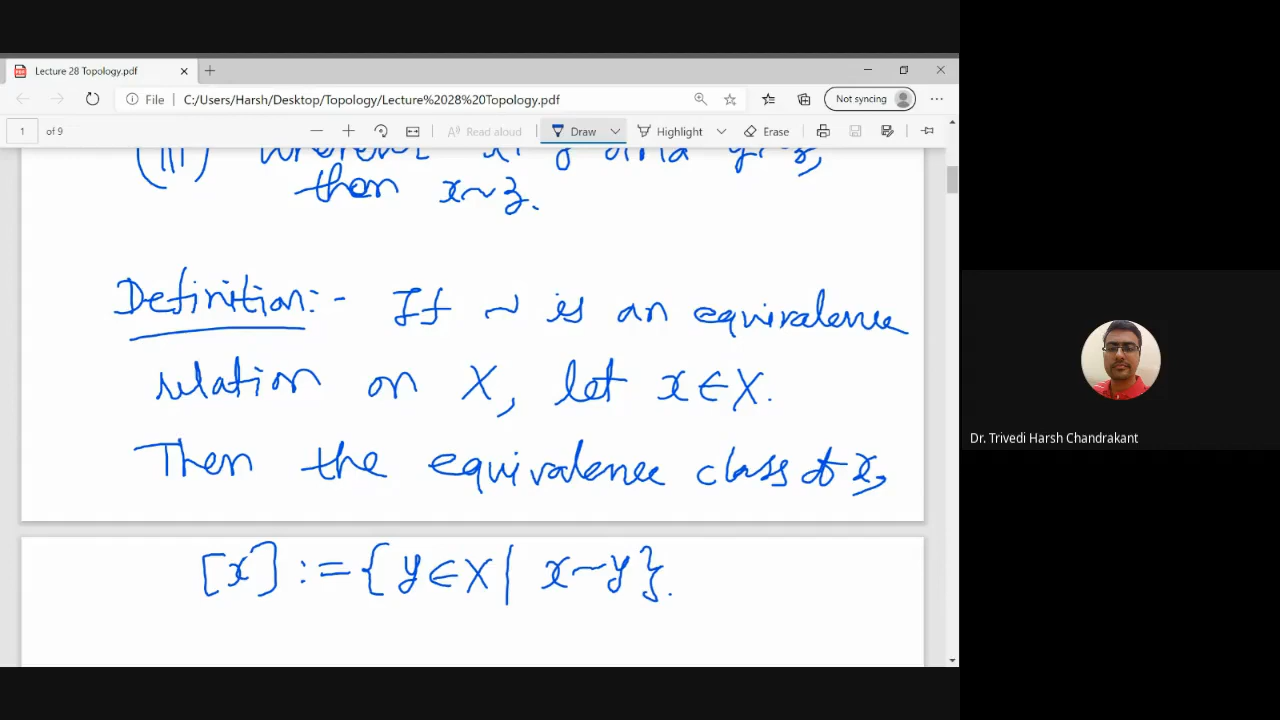 Lecture 28 Topology.pdf
File C:/Users/Harsh/Desktop/Topology/Lecture%2028%20Topology.pdf
Not syncing
1 of 9
Read aloud
Draw
Highlight
Erase
(iii) x~y and y~z,
then x~z.
Definition:- If ~ is an equivalence
relation on X, let x∈X.
Then the equivalence class of x,
[x] := {y∈X | x~y}.
Dr. Trivedi Harsh Chandrakant